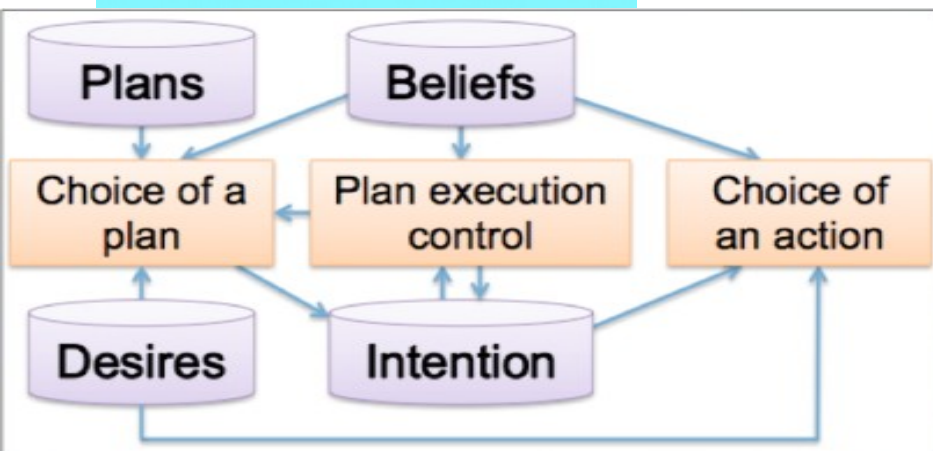 Plans
Beliefs
Choice of a
plan
Plan execution
control
Choice of
an action
Desires
Intention